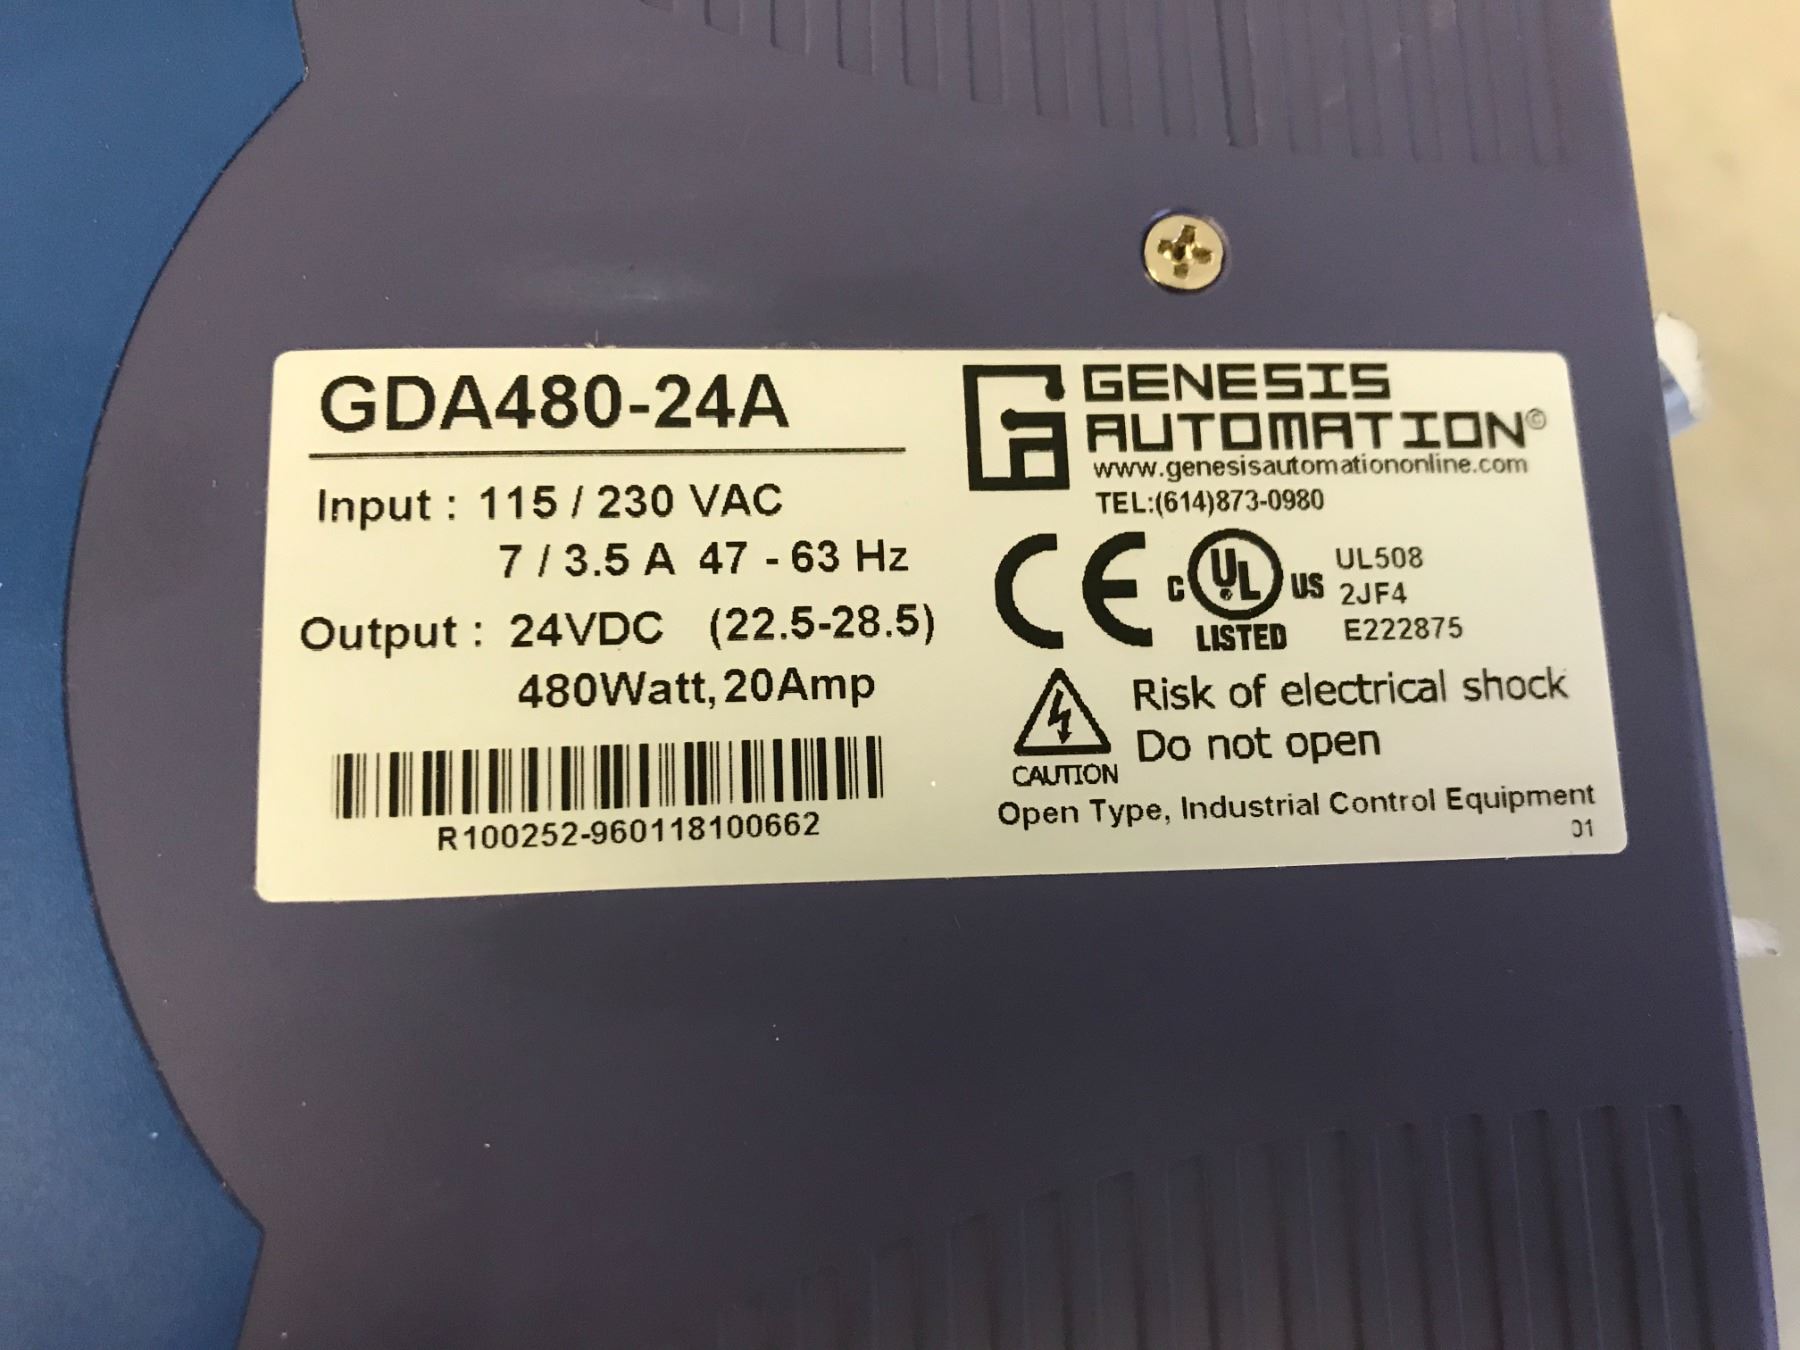 GDA480-24A
Input : 115 / 230 VAC
7 / 3.5 A 47 - 63 Hz
Output : 24VDC (22.5-28.5)
480Watt, 20Amp
R100252-960118100662
GENESIS
AUTOMATION©
www.genesisautomationonline.com
TEL:(614)873-0980
CE
C UL US
LISTED
UL508
2JF4
E222875
CAUTION
Risk of electrical shock
Do not open
Open Type, Industrial Control Equipment
01